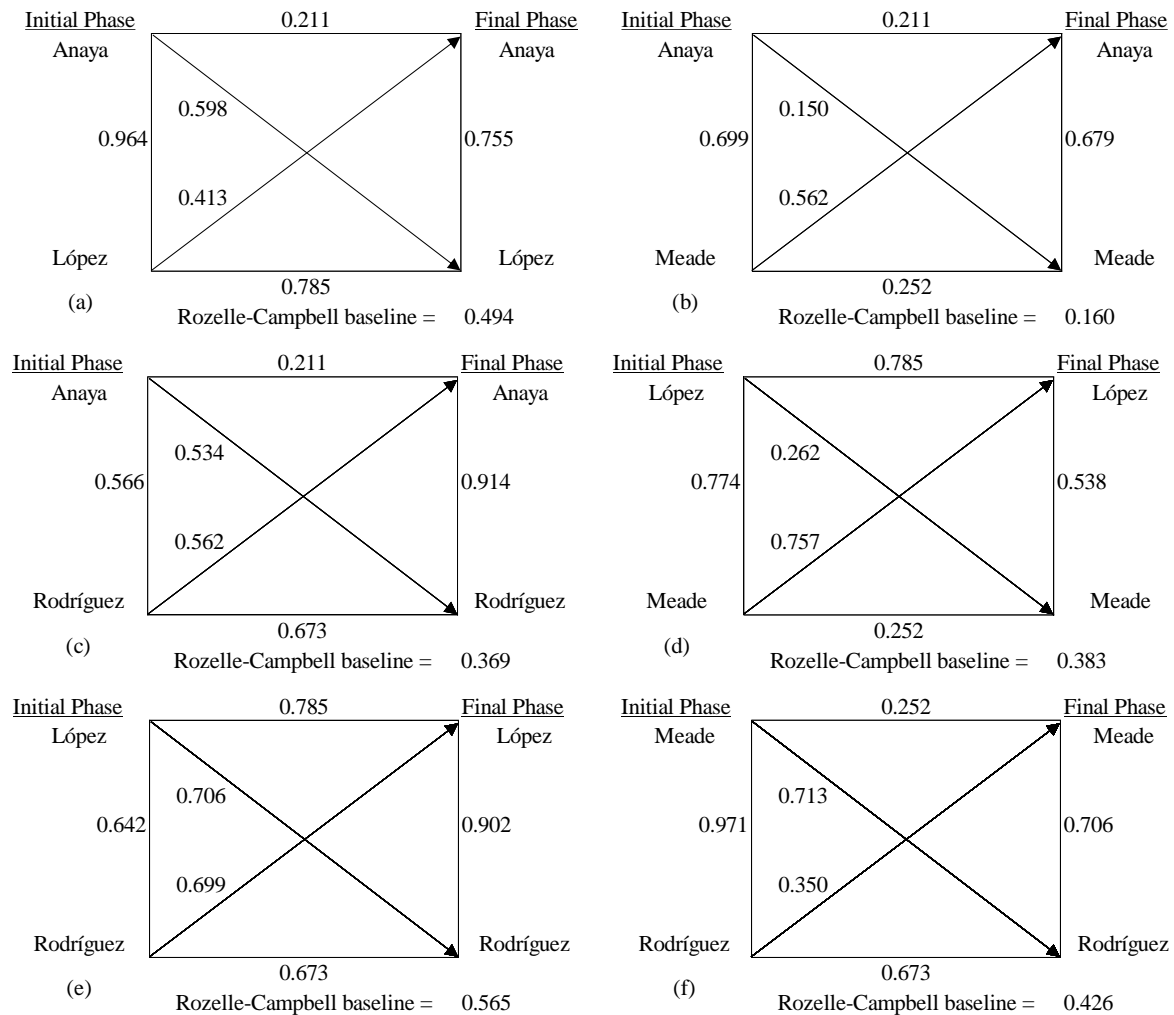 Initial Phase 0.211 Final Phase
Anaya Anaya
0.598
0.964 0.755
0.413
López López
0.785
(a)
Rozelle-Campbell baseline = 0.494
Initial Phase 0.211 Final Phase
Anaya Anaya
0.150
0.699 0.679
0.562
Meade Meade
0.252
(b)
Rozelle-Campbell baseline = 0.160
Initial Phase 0.211 Final Phase
Anaya Anaya
0.534
0.566 0.914
0.562
Rodríguez Rodríguez
0.673
(c)
Rozelle-Campbell baseline = 0.369
Initial Phase 0.785 Final Phase
López López
0.262
0.774 0.538
0.757
Meade Meade
0.252
(d)
Rozelle-Campbell baseline = 0.383
Initial Phase 0.785 Final Phase
López López
0.706
0.642 0.902
0.699
Rodríguez Rodríguez
0.673
(e)
Rozelle-Campbell baseline = 0.565
Initial Phase 0.252 Final Phase
Meade Meade
0.713
0.971 0.706
0.350
Rodríguez Rodríguez
0.673
(f)
Rozelle-Campbell baseline = 0.426